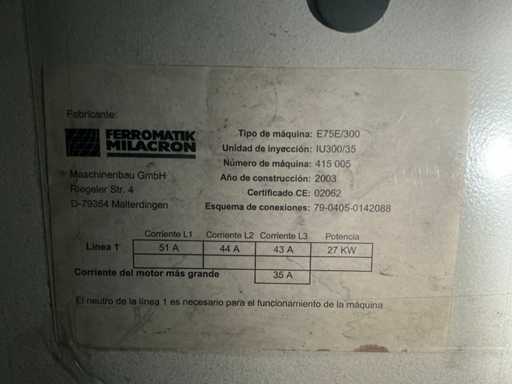 Fabricante:
FERROMATIK
MILACRON
Maschinenbau GmbH
Riegeler Str. 4
D-79364 Malterdingen
Tipo de máquina: E75E/300
Unidad de inyección: IU300/35
Número de máquina: 415 005
Año de construcción: 2003
Certificado CE: 02062
Esquema de conexiones: 79-0405-0142088
Corriente L1 Corriente L2 Corriente L3 Potencia
Línea 1 51 A 44 A 43 A 27 KW
Corriente del motor más grande 35 A
El neutro de la línea 1 es necesario para el funcionamiento de la máquina